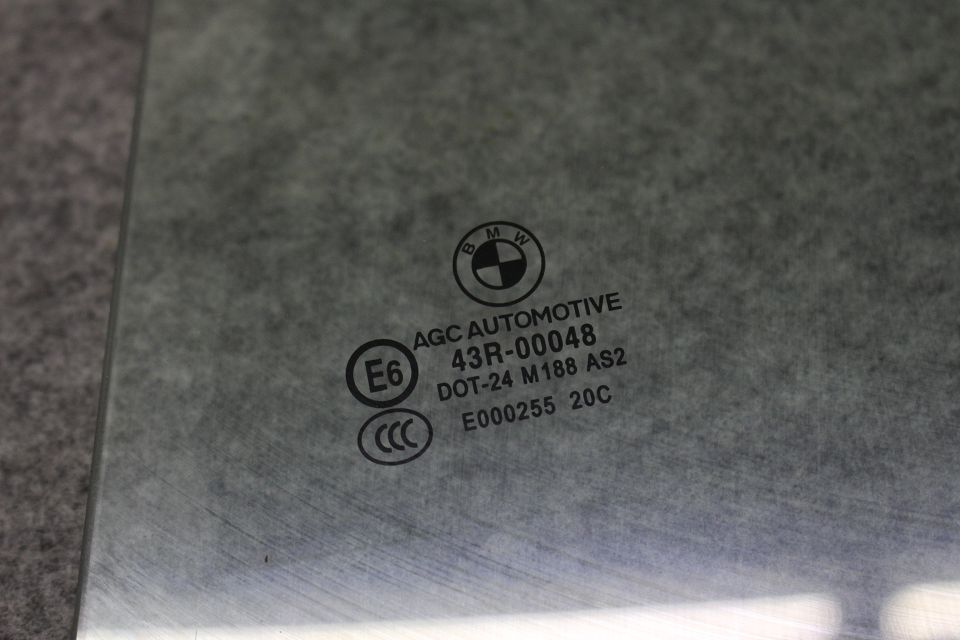 BMW
AGC AUTOMOTIVE
E6 43R-00048
DOT-24 M188 AS2
CCC E000255 20C